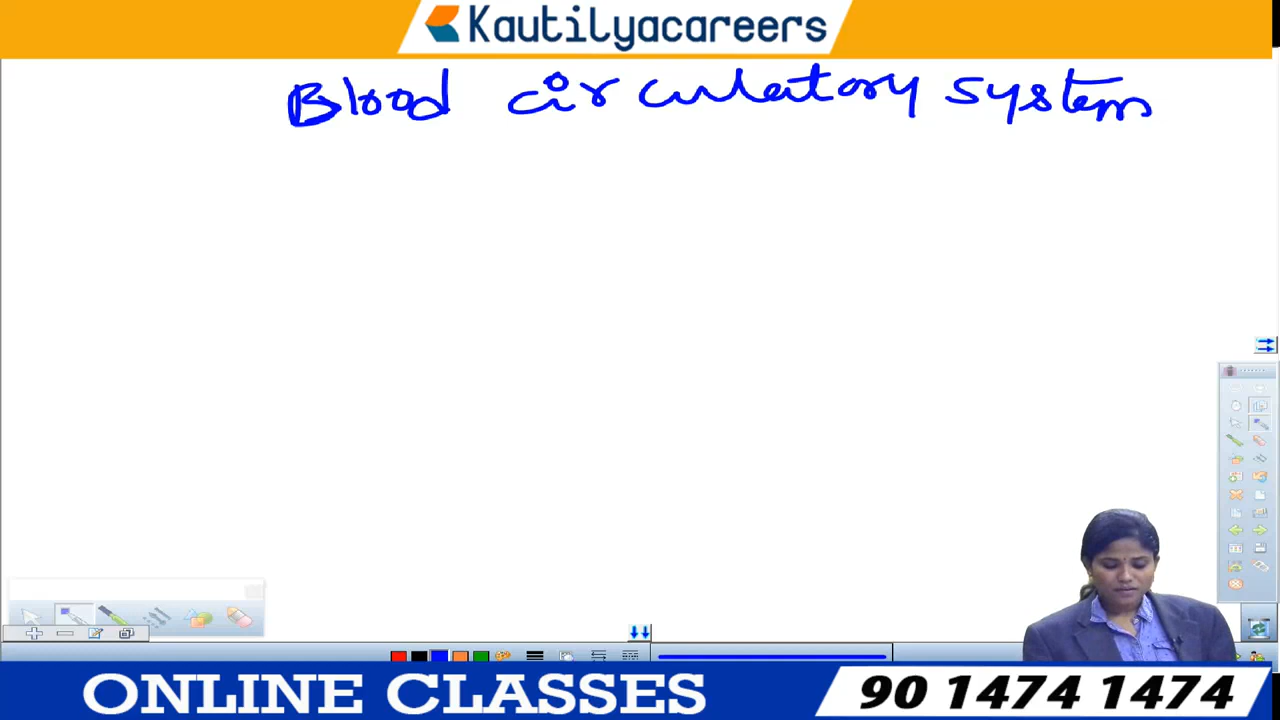 Kautilyacareers
Blood circulatory system
ONLINE CLASSES
90 1474 1474